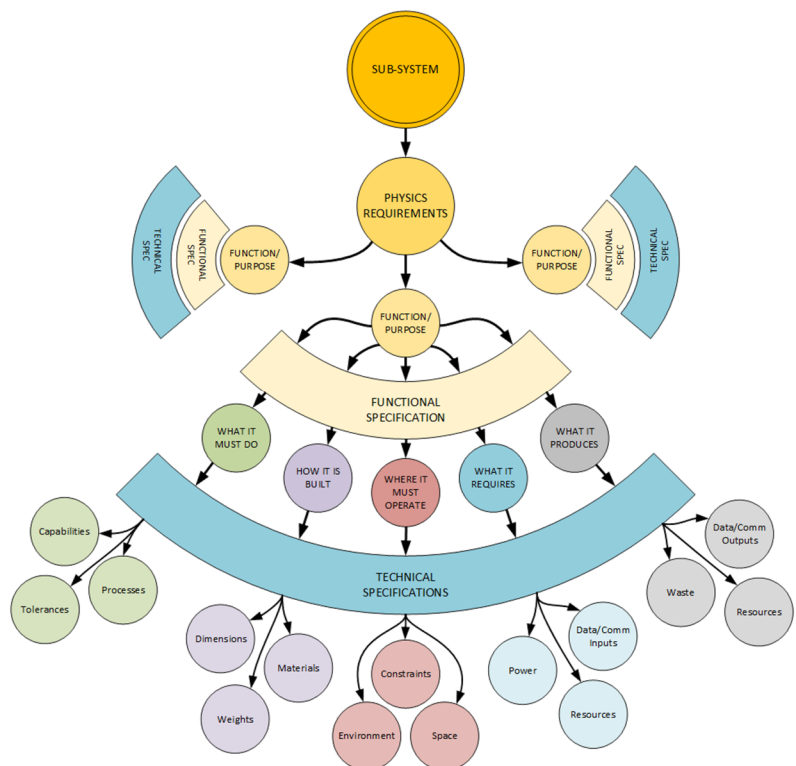 SUB-SYSTEM
PHYSICS
REQUIREMENTS
TECHNICAL
SPEC
FUNCTIONAL
SPEC
FUNCTION/
PURPOSE
FUNCTION/
PURPOSE
FUNCTIONAL
SPEC
TECHNICAL
SPEC
FUNCTION/
PURPOSE
FUNCTIONAL
SPECIFICATION
WHAT IT
MUST DO
HOW IT IS
BUILT
WHERE IT
MUST
OPERATE
WHAT IT
REQUIRES
WHAT IT
PRODUCES
TECHNICAL
SPECIFICATIONS
Capabilities
Tolerances
Processes
Dimensions
Materials
Weights
Constraints
Environment
Space
Power
Data/Comm
Inputs
Resources
Waste
Data/Comm
Outputs
Resources